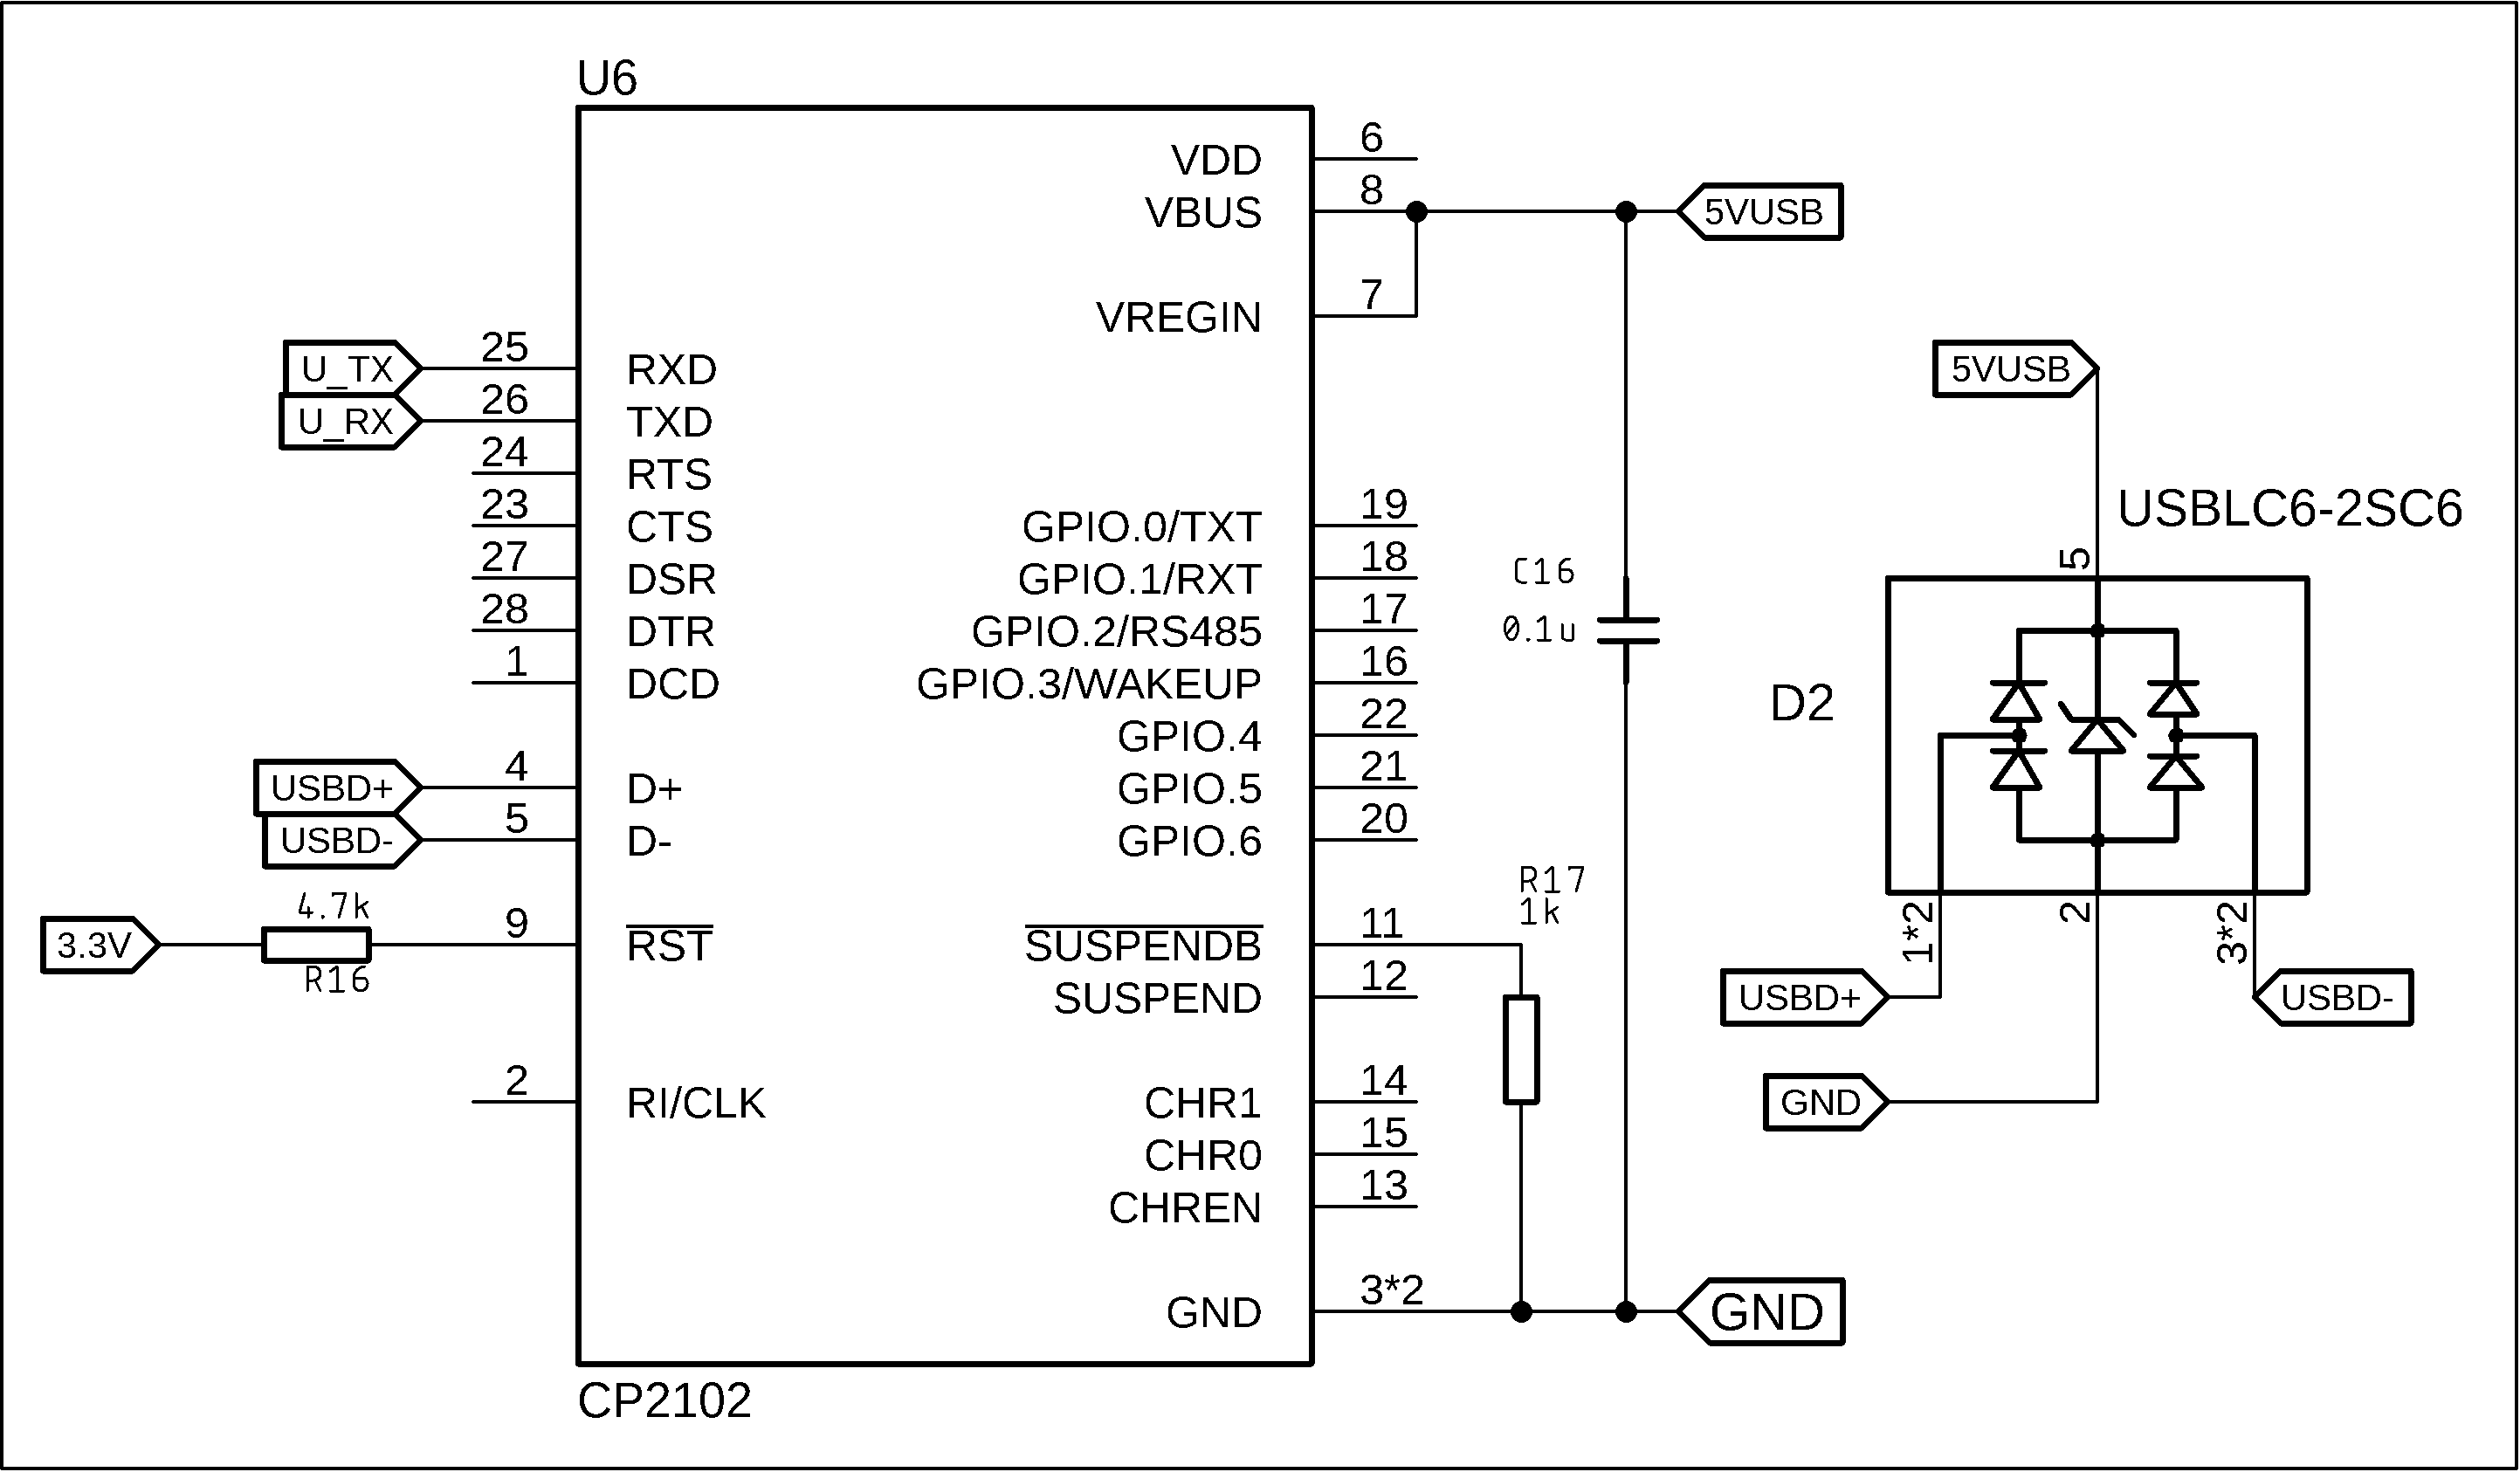 U6
VDD 6
VBUS 8
5VUSB
VREGIN 7
U_TX 25 RXD
U_RX 26 TXD
24 RTS
23 CTS
27 DSR
28 DTR
1 DCD
USBD+ 4 D+
USBD- 5 D-
4.7k
3.3V 9 RST
R16
2 RI/CLK
GPIO.0/TXT 19
GPIO.1/RXT 18
GPIO.2/RS485 17
GPIO.3/WAKEUP 16
GPIO.4 22
GPIO.5 21
GPIO.6 20
SUSPENDB 11
SUSPEND 12
CHR1 14
CHR0 15
CHREN 13
GND 3*2
GND
CP2102
C16
0.1u
R17
1k
5VUSB
USBLC6-2SC6
5
D2
1*2
2
3*2
USBD+
USBD-
GND